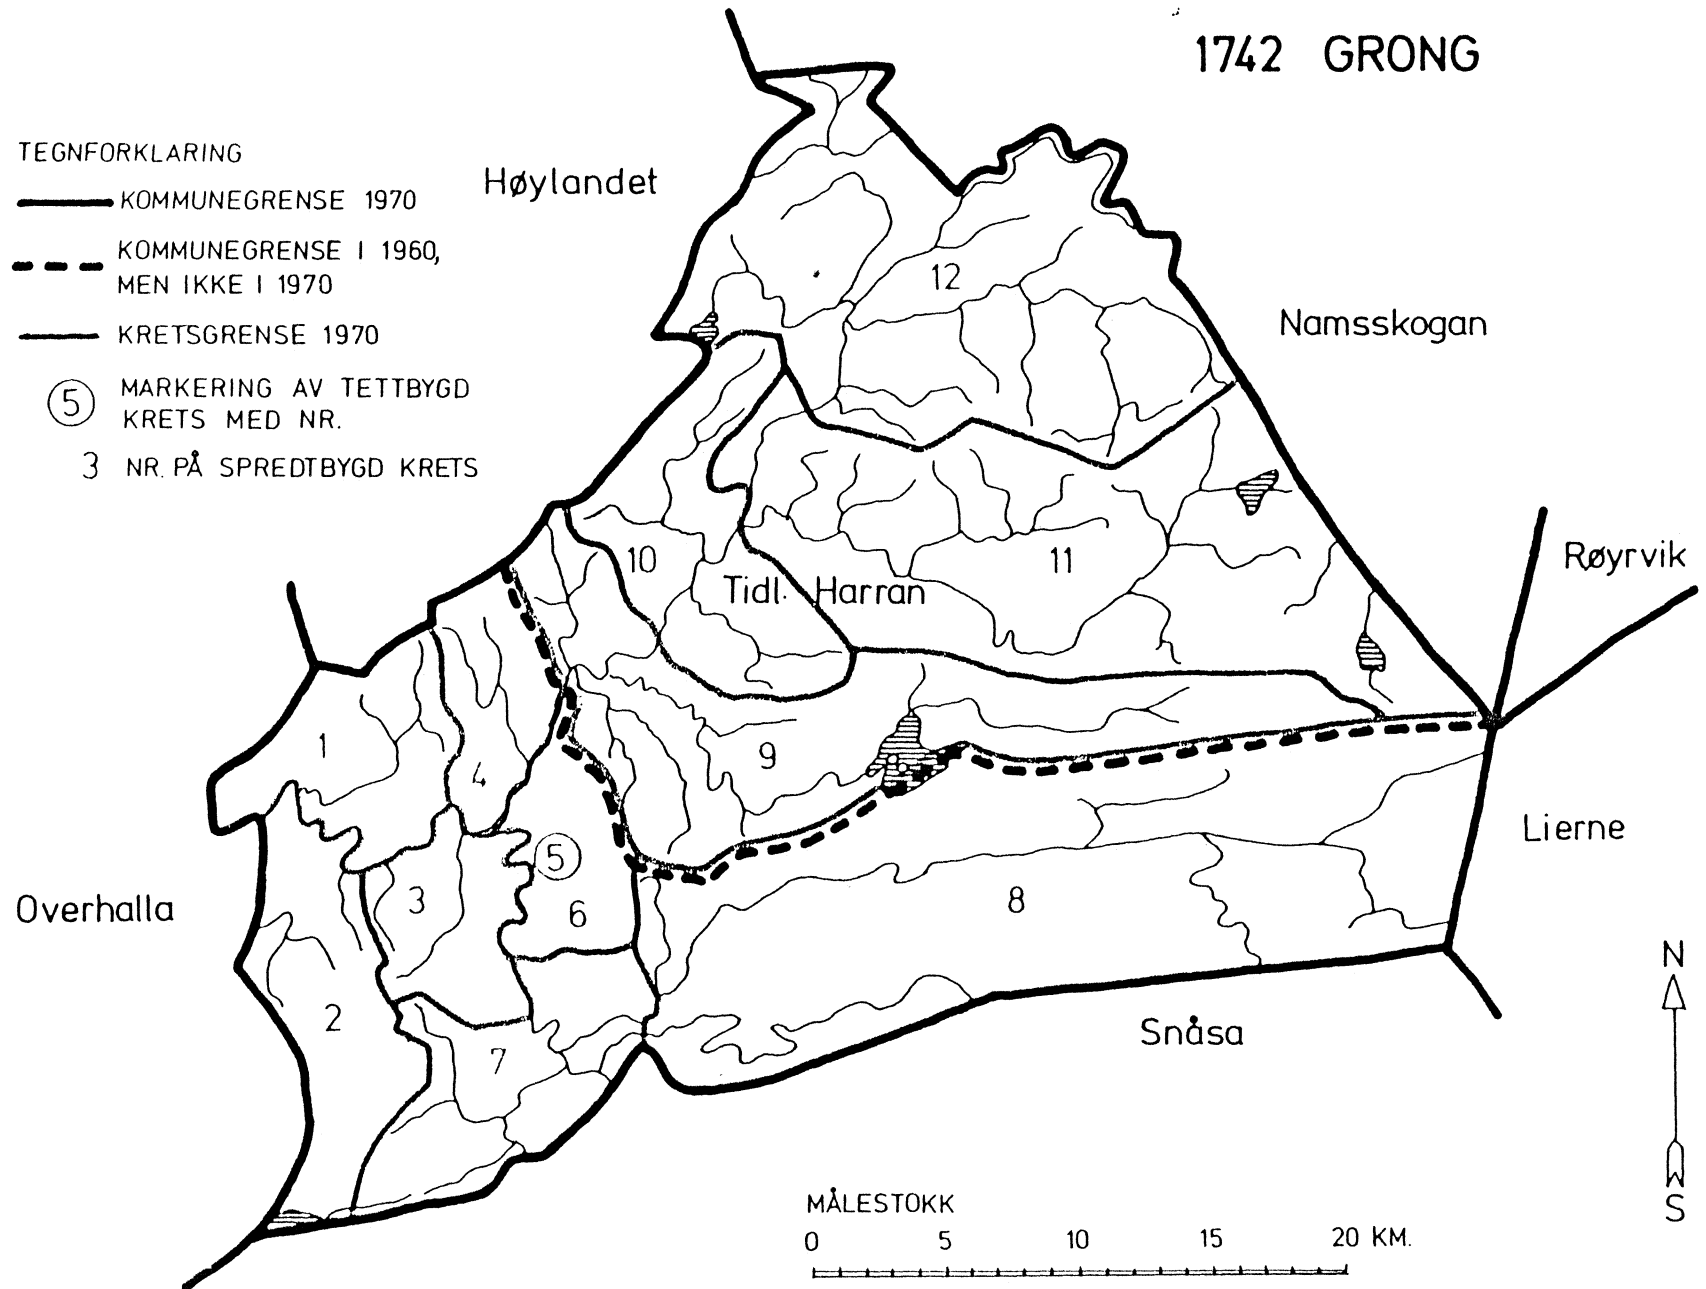 1742 GRONG
TEGNFORKLARING
KOMMUNEGRENSE 1970
KOMMUNEGRENSE I 1960,
MEN IKKE I 1970
KRETSGRENSE 1970
5 MARKERING AV TETTBYGD
KRETS MED NR.
3 NR. PÅ SPREDTBYGD KRETS
Høylandet
12
Namsskogan
10
11
Røyrvik
Tidl. Harran
1
4
9
Lierne
5
3
6
8
Overhalla
2
7
Snåsa
N
S
MÅLESTOKK
0 5 10 15 20 KM.